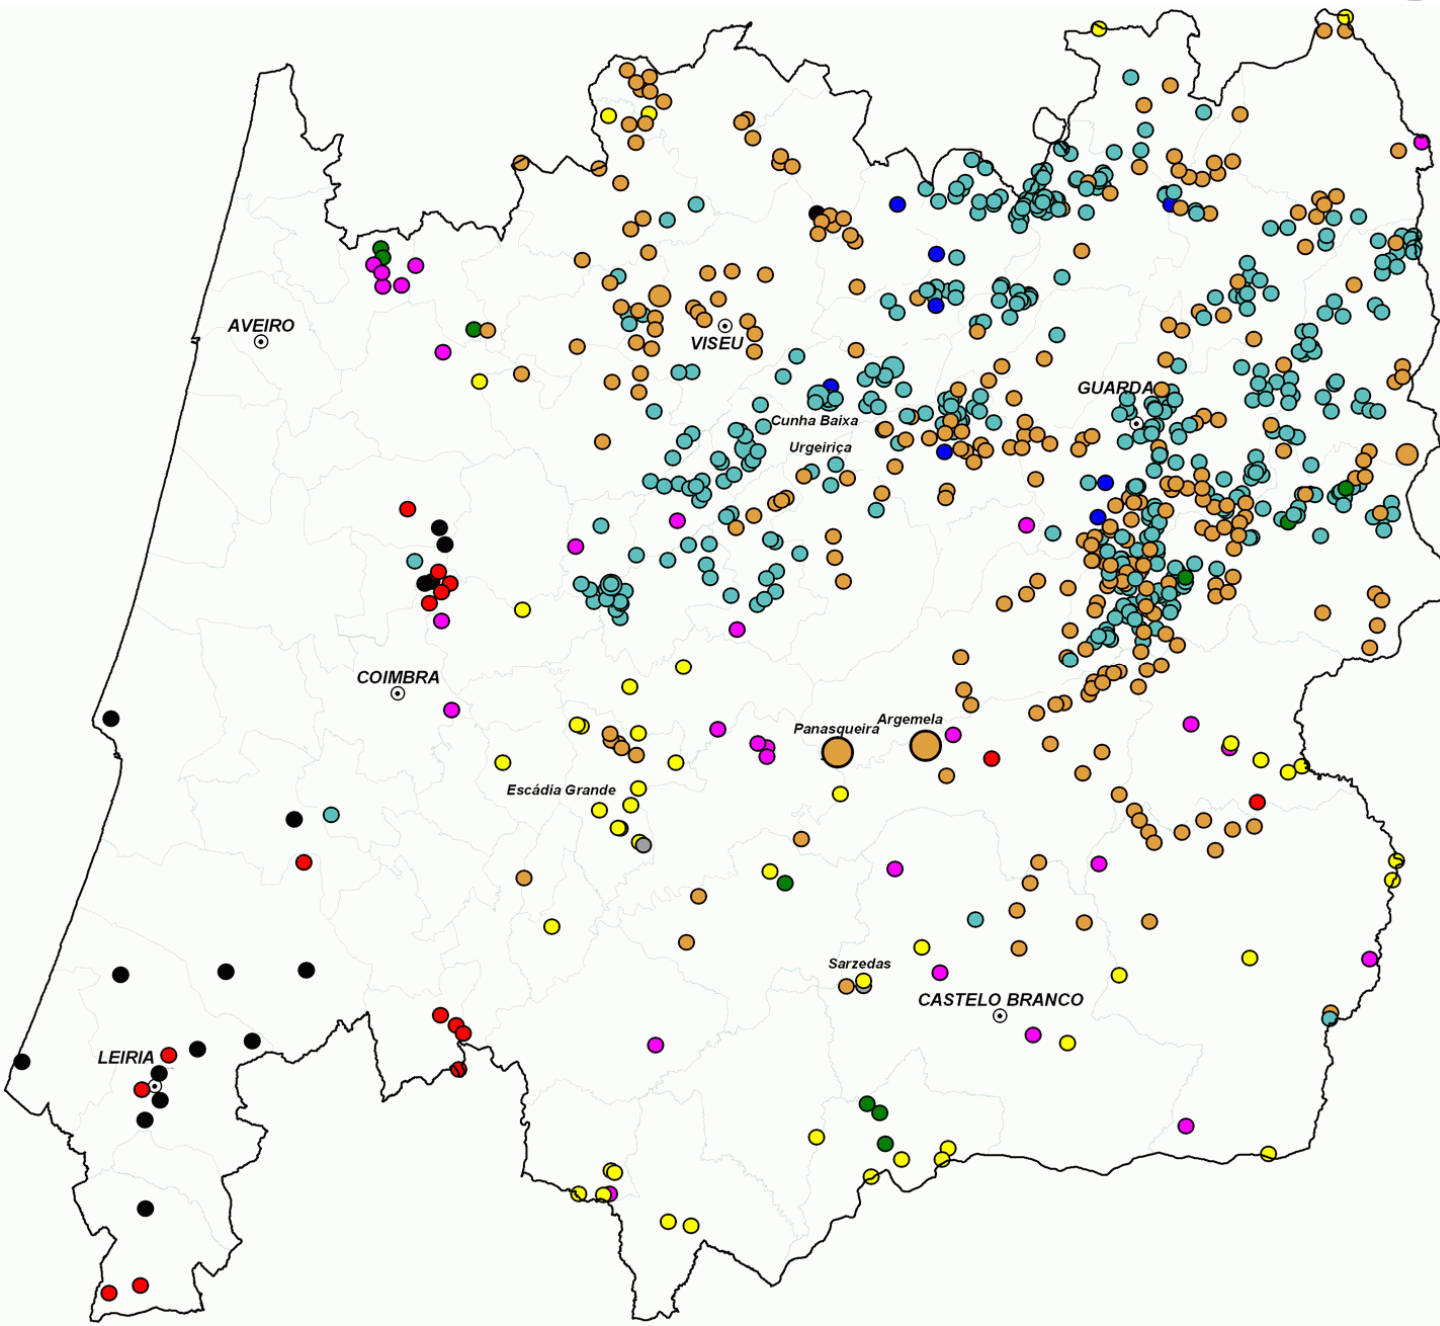 AVEIRO
VISEU
GUARDA
Cunha Baixa
Urgeiriça
COIMBRA
Panasqueira
Argemela
Escádia Grande
Sarzedas
CASTELO BRANCO
LEIRIA